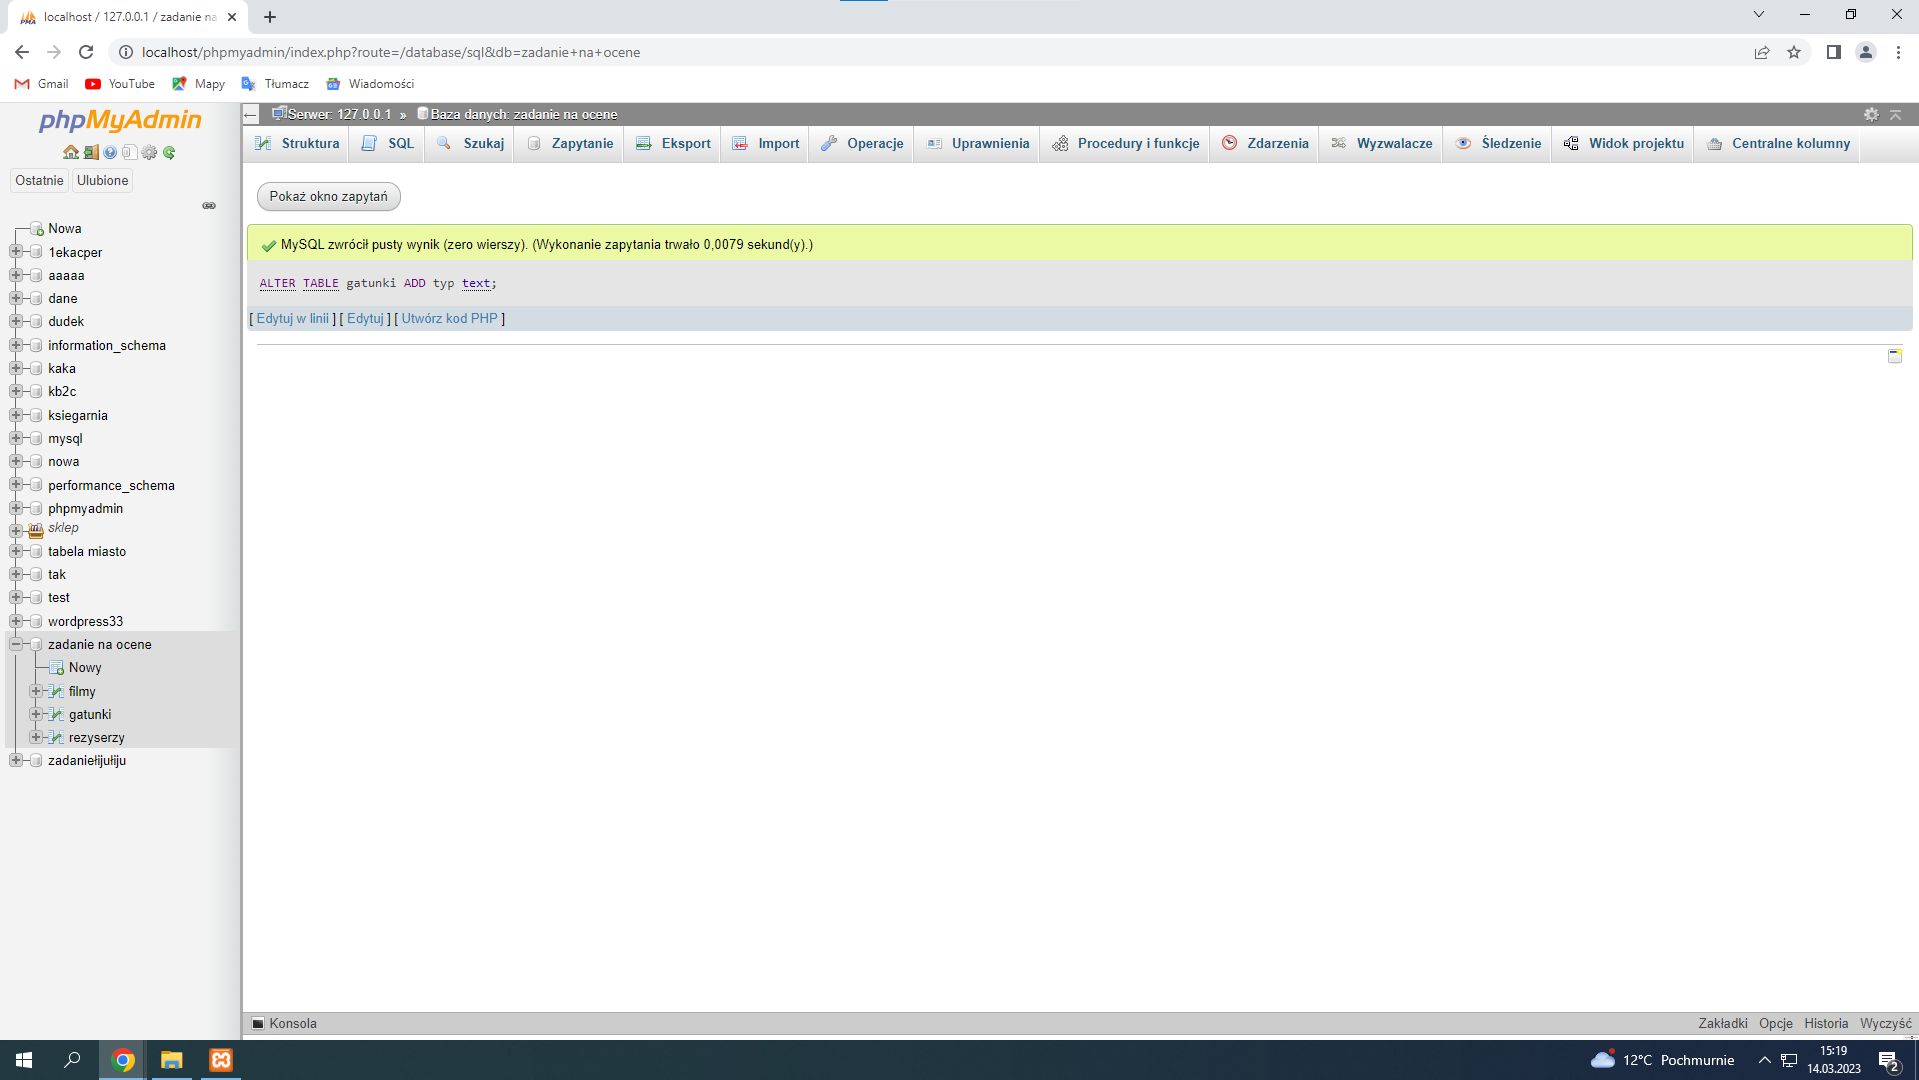 localhost / 127.0.0.1 / zadanie na
localhost/phpmyadmin/index.php?route=/database/sql&db=zadanie+na+ocene
Gmail YouTube Mapy Tłumacz Wiadomości
phpMyAdmin
Ostatnie Ulubione
Nowa
1ekacper
aaaaa
dane
dudek
information_schema
kaka
kb2c
ksiegarnia
mysql
nowa
performance_schema
phpmyadmin
sklep
tabela miasto
tak
test
wordpress33
zadanie na ocene
Nowy
filmy
gatunki
rezyserzy
zadaniełijułiju
Serwer: 127.0.0.1 » Baza danych: zadanie na ocene
Struktura SQL Szukaj Zapytanie Eksport Import Operacje Uprawnienia Procedury i funkcje Zdarzenia Wyzwalacze Śledzenie Widok projektu Centralne kolumny
Pokaż okno zapytań
MySQL zwrócił pusty wynik (zero wierszy). (Wykonanie zapytania trwało 0,0079 sekund(y).)
ALTER TABLE gatunki ADD typ text;
[ Edytuj w linii ] [ Edytuj ] [ Utwórz kod PHP ]
Konsola
Zakładki Opcje Historia Wyczyść
12°C Pochmurnie
15:19
14.03.2023
2